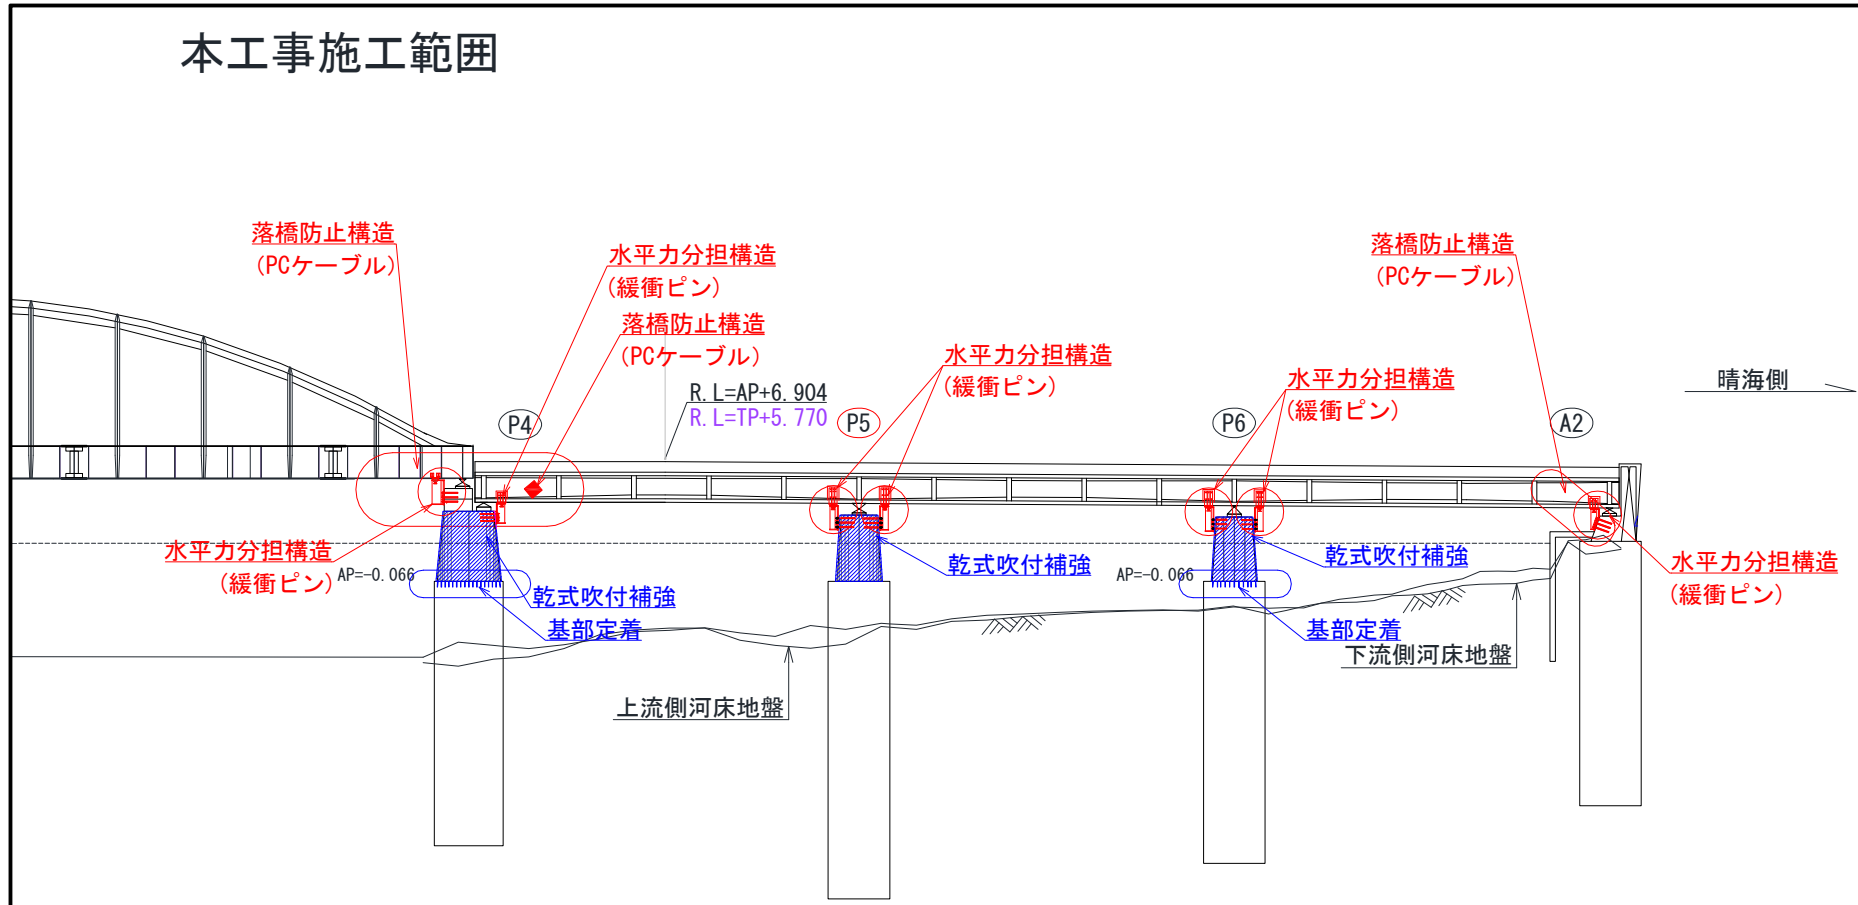 本工事施工範囲
落橋防止構造
(PCケーブル)
水平力分担構造
(緩衝ピン)
落橋防止構造
(PCケーブル)
落橋防止構造
(PCケーブル)
水平力分担構造
(緩衝ピン)
水平力分担構造
(緩衝ピン)
R.L=AP+6.904
R.L=TP+5.770
晴海側
P4
P5
P6
A2
水平力分担構造
(緩衝ピン)
AP=-0.066
乾式吹付補強
基部定着
乾式吹付補強
AP=-0.066
乾式吹付補強
基部定着
水平力分担構造
(緩衝ピン)
下流側河床地盤
上流側河床地盤